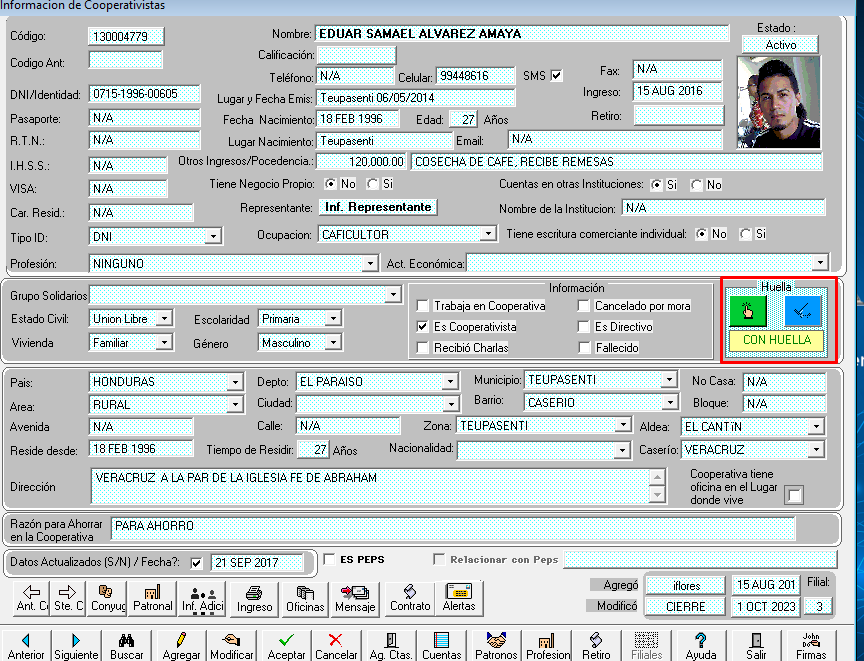 Informacion de Cooperativistas
Código: 130004779 Nombre: EDUAR SAMAEL ALVAREZ AMAYA Estado :
Activo
Codigo Ant: Calificación:
Teléfono: N/A Celular: 99448616 SMS Fax: N/A
DNI/Identidad: 0715-1996-00605 Lugar y Fecha Emis: Teupasenti 06/05/2014 Ingreso: 15 AUG 2016
Pasaporte: N/A Fecha Nacimiento: 18 FEB 1996 Edad: 27 Años Retiro:
R.T.N.: N/A Lugar Nacimiento: Teupasenti Email: N/A
I.H.S.S.: N/A Otros Ingresos/Pocedencia.: 120,000.00 COSECHA DE CAFE, RECIBE REMESAS
VISA: N/A Tiene Negocio Propio: No Si Cuentas en otras Instituciones: Si No
Car. Resid.: N/A Representante: Inf. Representante Nombre de la Institucion: N/A
Tipo ID: DNI Ocupacion: CAFICULTOR Tiene escritura comerciante individual: No Si
Profesión: NINGUNO Act. Económica:
Grupo Solidarios Información Huella
Trabaja en Cooperativa Cancelado por mora
Estado Civil: Union Libre Escolaridad Primaria Es Cooperativista Es Directivo
Vivienda Familiar Género Masculino Recibió Charlas Fallecido CON HUELLA
Pais: HONDURAS Depto: EL PARAISO Municipio: TEUPASENTI No Casa: N/A
Area: RURAL Ciudad: Barrio: CASERIO Bloque: N/A
Avenida N/A Calle: N/A Zona: TEUPASENTI Aldea: EL CANTiN
Reside desde: 18 FEB 1996 Tiempo de Residir: 27 Años Nacionalidad: Caserío: VERACRUZ
Dirección VERACRUZ A LA PAR DE LA IGLESIA FE DE ABRAHAM Cooperativa tiene
oficina en el Lugar
donde vive
Razón para Ahorrar
en la Cooperativa PARA AHORRO
Datos Actualizados (S/N) / Fecha?: 21 SEP 2017 ES PEPS Relacionar con Peps
Ant. C Ste. C Conyug Patronal Inf. Adici Ingreso Oficinas Mensaje Contrato Alertas
Agregó iflores 15 AUG 201 Filial:
Modificó CIERRE 1 OCT 2023 3
Anterior Siguiente Buscar Agregar Modificar Aceptar Cancelar Ag. Ctas. Cuentas Patronos Profesion Retiro Filiales Ayuda Salir Firmas